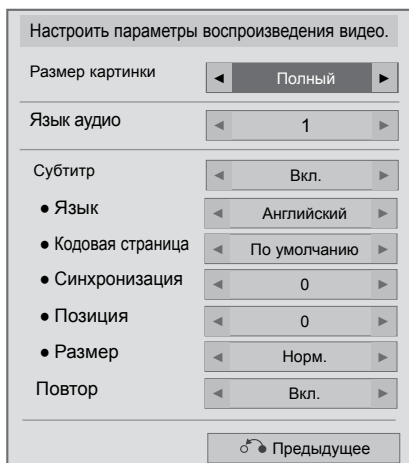 Настроить параметры воспроизведения видео.
Размер картинки ◄ Полный ►
Язык аудио ◄ 1 ►
Субтитр ◄ Вкл. ►
● Язык ◄ Английский ►
● Кодовая страница ◄ По умолчанию ►
● Синхронизация ◄ 0 ►
● Позиция ◄ 0 ►
● Размер ◄ Норм. ►
Повтор ◄ Вкл. ►
Предыдущее